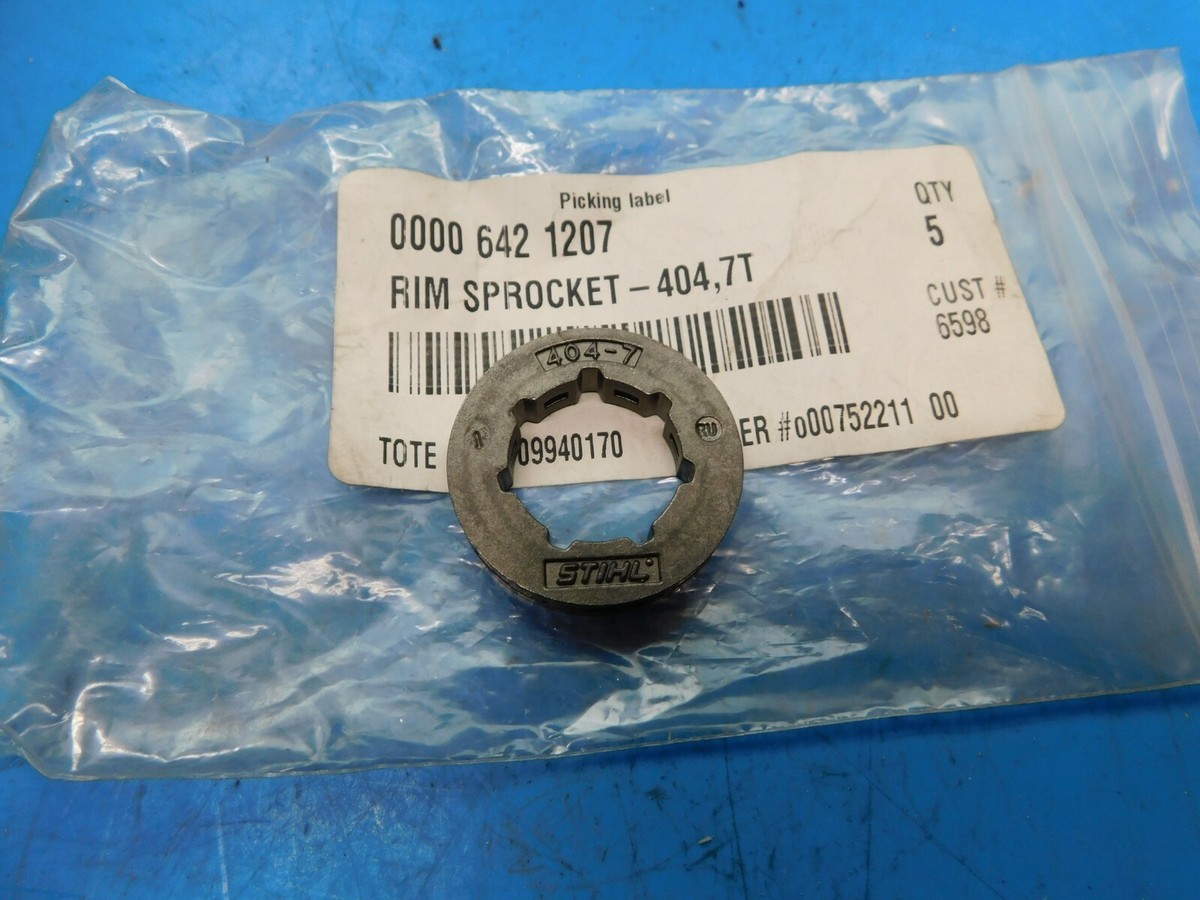 Picking label
0000 642 1207
QTY
5
RIM SPROCKET – 404,7T
CUST #
6598
404-7
RU
TOTE 09940170 ER #o00752211 00
STIHL